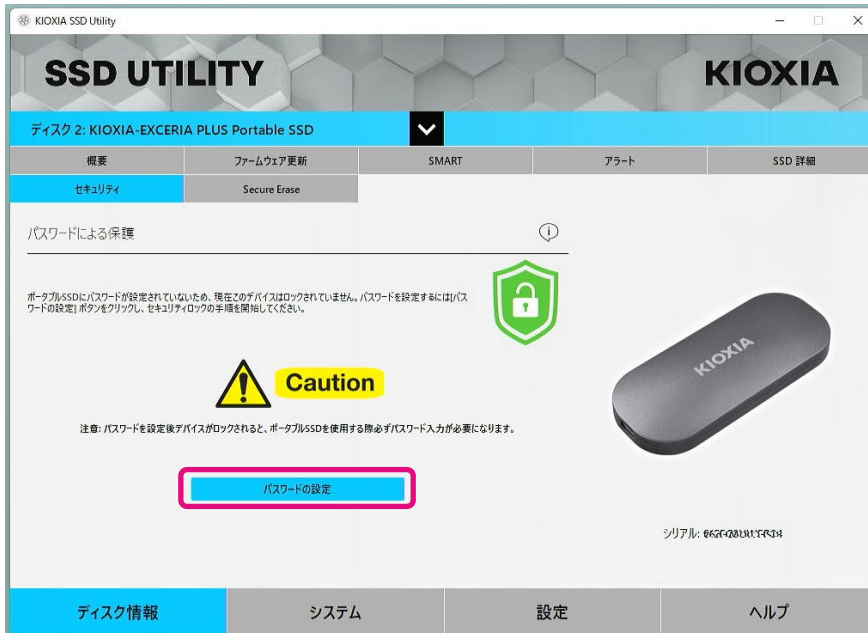 KIOXIA SSD Utility
SSD UTILITY
KIOXIA
ディスク 2: KIOXIA-EXCERIA PLUS Portable SSD
概要
ファームウェア更新
SMART
アラート
SSD 詳細
セキュリティ
Secure Erase
パスワードによる保護
ポータブルSSDにパスワードが設定されていないため、現在このデバイスはロックされていません。パスワードを設定するには[パス
ワードの設定] ボタンをクリックし、セキュリティロックの手順を開始してください。
Caution
注意: パスワードを設定後デバイスがロックされると、ポータブルSSDを使用する際必ずパスワード入力が必要になります。
パスワードの設定
KIOXIA
シリアル:
ディスク情報
システム
設定
ヘルプ